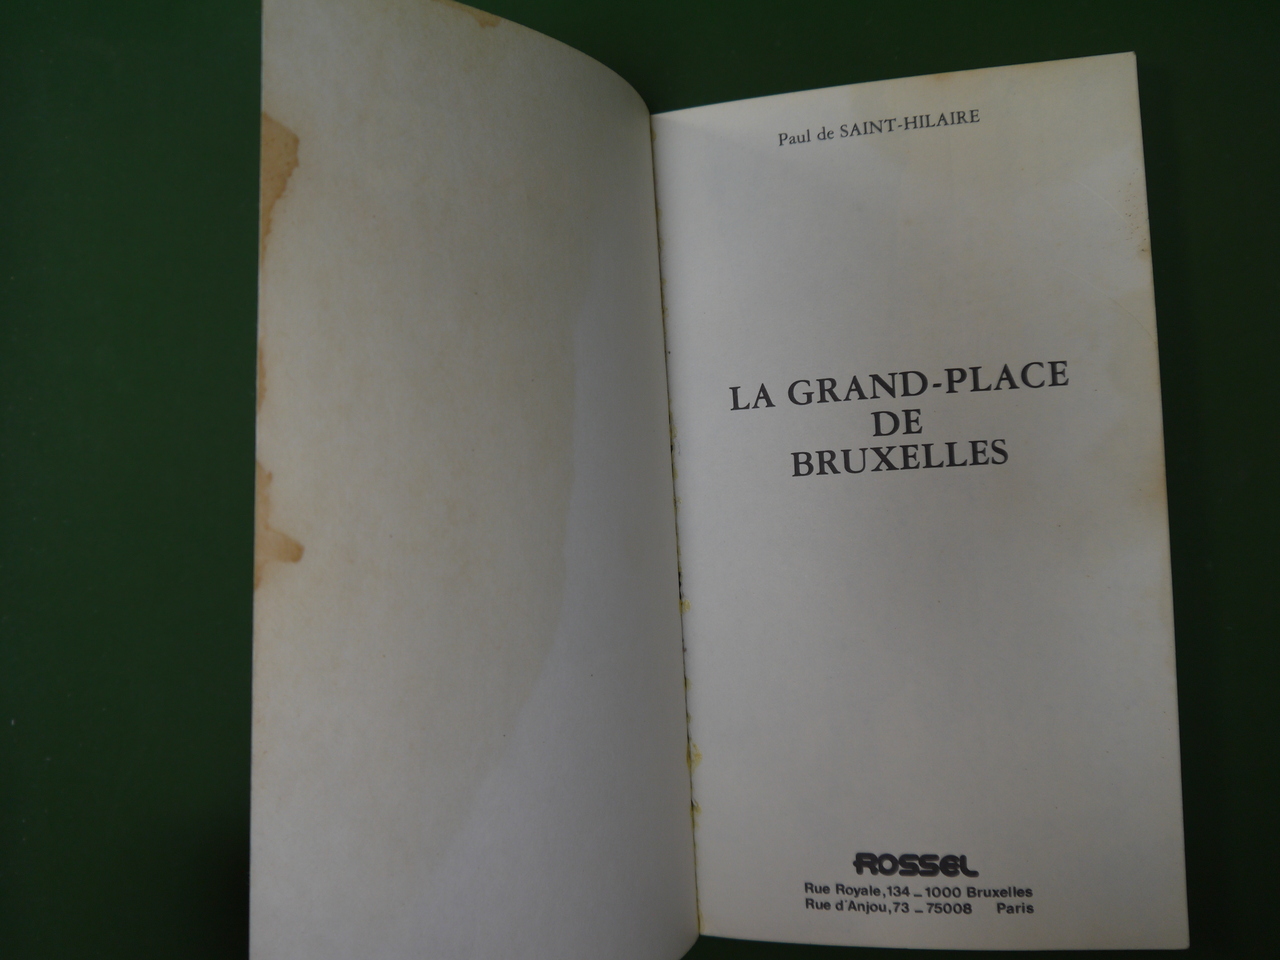 Paul de SAINT-HILAIRE
LA GRAND-PLACE
DE
BRUXELLES
ROSSEL
Rue Royale,134 _ 1000 Bruxelles
Rue d'Anjou,73 _ 75008 Paris